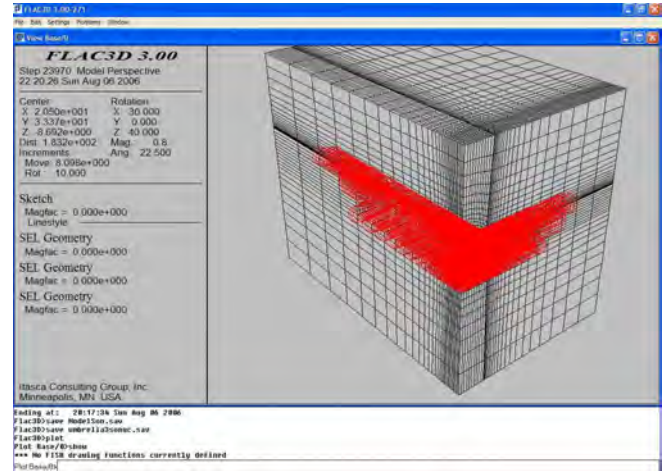 FLAC3D 3.00-271
File Edit Settings Plotitems Window
View Base/0
FLAC3D 3.00
Step 23970 Model Perspective
22:20:26 Sun Aug 06 2006
Center: Rotation:
X: 2.050e+001 X: 30.000
Y: 3.337e+001 Y: 0.000
Z: -8.692e+000 Z: 40.000
Dist: 1.832e+002 Mag.: 0.8
Increments: Ang.: 22.500
Move: 8.098e+000
Rot.: 10.000
Sketch
Magfac = 0.000e+000
Linestyle
SEL Geometry
Magfac = 0.000e+000
SEL Geometry
Magfac = 0.000e+000
SEL Geometry
Magfac = 0.000e+000
Itasca Consulting Group, Inc.
Minneapolis, MN USA
Ending at: 20:17:34 Sun Aug 06 2006
Flac3D>save ModelSon.sav
Flac3D>save umbrella3sonuc.sav
Flac3D>plot
Plot Base/0>show
*** No FISH drawing functions currently defined
Plot Base/0>